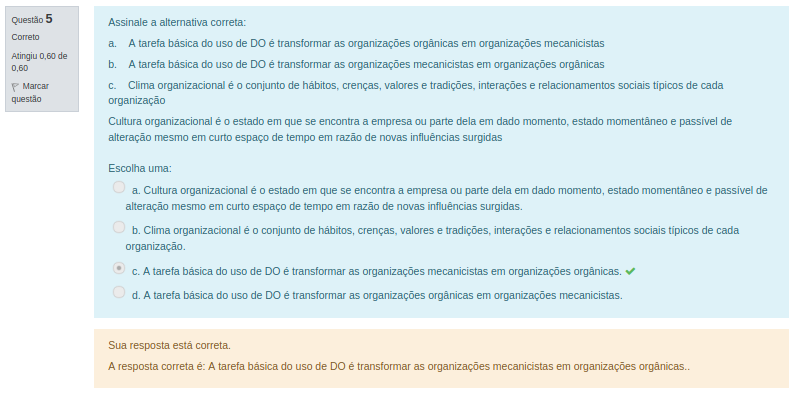 Questão 5
Correto
Atingiu 0,60 de
0,60
Marcar
questão
Assinale a alternativa correta:
a. A tarefa básica do uso de DO é transformar as organizações orgânicas em organizações mecanicistas
b. A tarefa básica do uso de DO é transformar as organizações mecanicistas em organizações orgânicas
c. Clima organizacional é o conjunto de hábitos, crenças, valores e tradições, interações e relacionamentos sociais típicos de cada
organização
Cultura organizacional é o estado em que se encontra a empresa ou parte dela em dado momento, estado momentâneo e passível de
alteração mesmo em curto espaço de tempo em razão de novas influências surgidas
Escolha uma:
a. Cultura organizacional é o estado em que se encontra a empresa ou parte dela em dado momento, estado momentâneo e passível de
alteração mesmo em curto espaço de tempo em razão de novas influências surgidas.
b. Clima organizacional é o conjunto de hábitos, crenças, valores e tradições, interações e relacionamentos sociais típicos de cada
organização.
c. A tarefa básica do uso de DO é transformar as organizações mecanicistas em organizações orgânicas.
d. A tarefa básica do uso de DO é transformar as organizações orgânicas em organizações mecanicistas.
Sua resposta está correta.
A resposta correta é: A tarefa básica do uso de DO é transformar as organizações mecanicistas em organizações orgânicas..